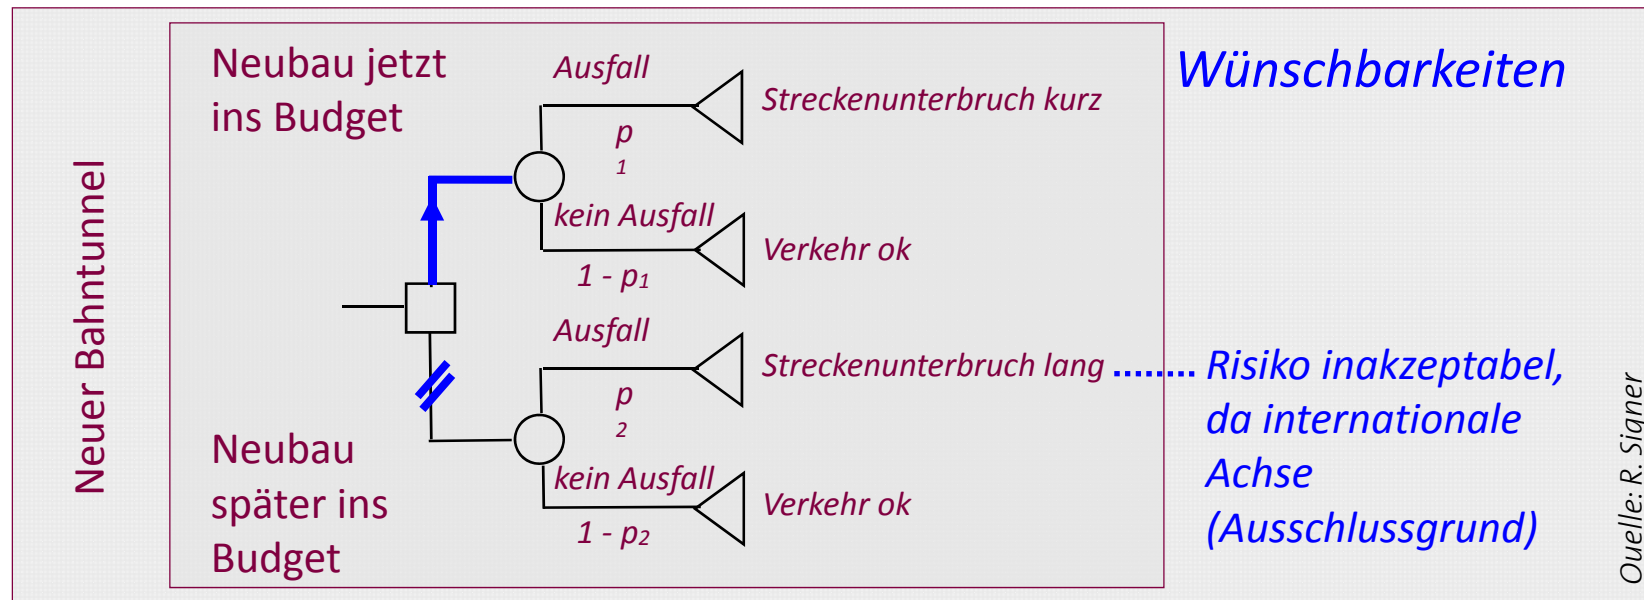 Neuer Bahntunnel
Neubau jetzt
ins Budget
Ausfall
p
1
Streckenunterbruch kurz
kein Ausfall
1 - p1
Verkehr ok
Wünschbarkeiten
Neubau
später ins
Budget
Ausfall
p
2
Streckenunterbruch lang ........
kein Ausfall
1 - p2
Verkehr ok
Risiko inakzeptabel,
da internationale
Achse
(Ausschlussgrund)
Quelle: R. Signer